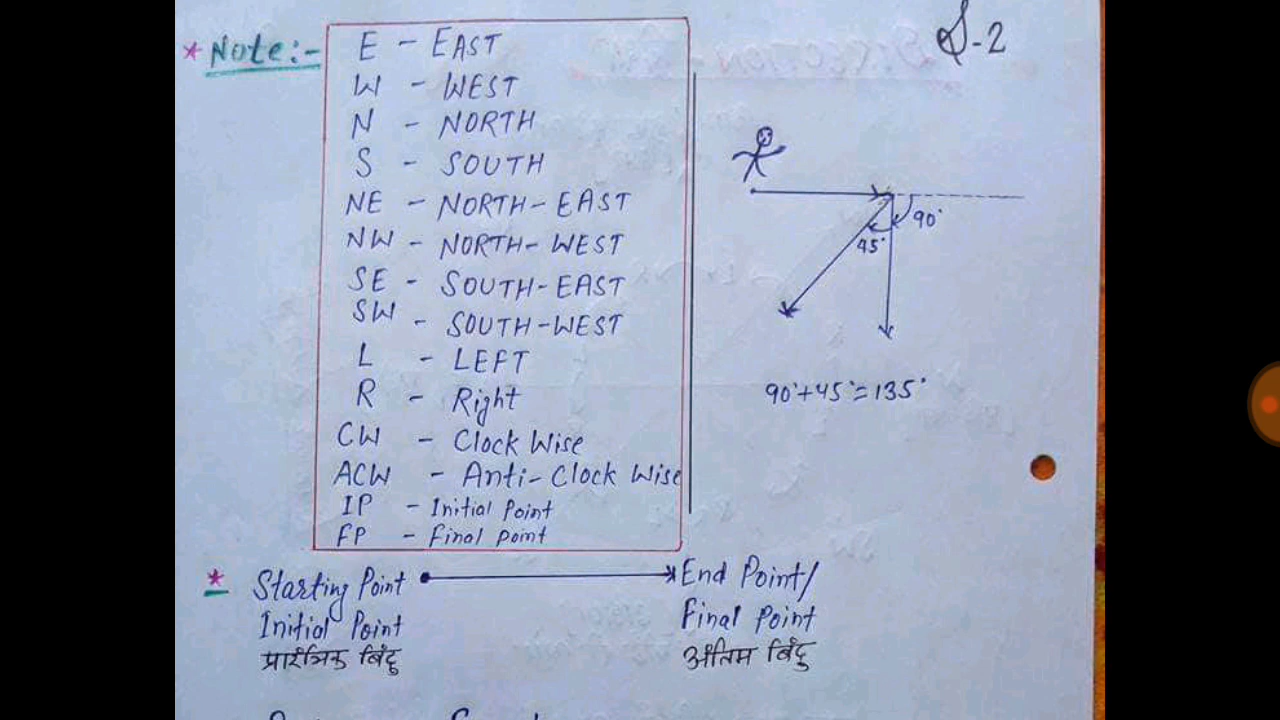 * Note:-
E - EAST
W - WEST
N - NORTH
S - SOUTH
NE - NORTH-EAST
NW - NORTH-WEST
SE - SOUTH-EAST
SW - SOUTH-WEST
L - LEFT
R - Right
CW - Clock Wise
ACW - Anti-Clock Wise
IP - Initial Point
FP - Final point
S-2
90°
45°
90°+45°=135°
* Starting Point
Initial Point
प्रारंभिक बिंदु
End Point/
Final Point
अंतिम बिंदु